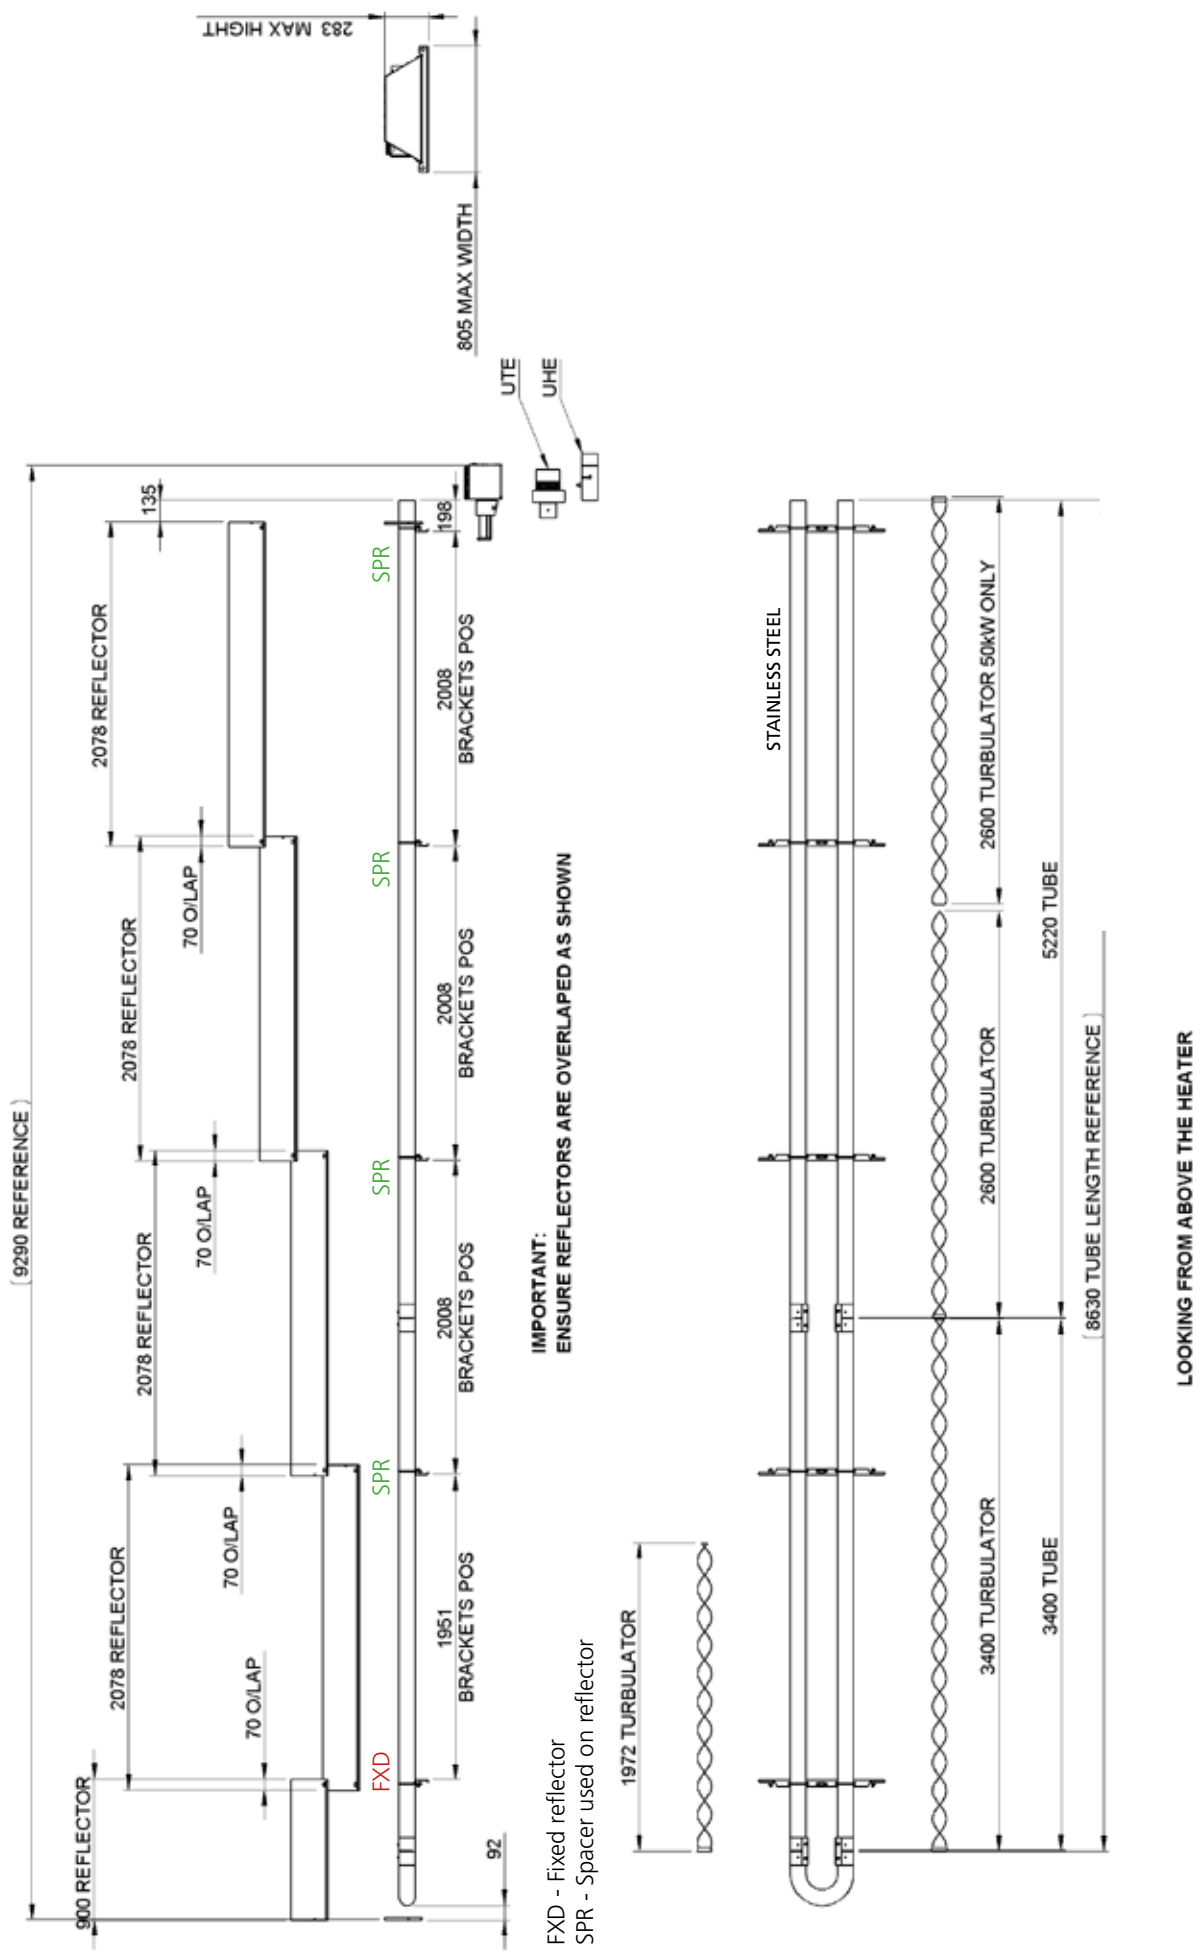 [9290 REFERENCE]
900 REFLECTOR
2078 REFLECTOR
2078 REFLECTOR
2078 REFLECTOR
2078 REFLECTOR
135
70 O/LAP
70 O/LAP
70 O/LAP
70 O/LAP
283 MAX HIGHT
805 MAX WIDTH
FXD
SPR
SPR
SPR
SPR
92
1951
BRACKETS POS
2008
BRACKETS POS
2008
BRACKETS POS
2008
BRACKETS POS
198
UTE
UHE
IMPORTANT:
ENSURE REFLECTORS ARE OVERLAPED AS SHOWN
FXD - Fixed reflector
SPR - Spacer used on reflector
1972 TURBULATOR
STAINLESS STEEL
3400 TURBULATOR
2600 TURBULATOR
2600 TURBULATOR 50kW ONLY
3400 TUBE
5220 TUBE
[8630 TUBE LENGTH REFERENCE]
LOOKING FROM ABOVE THE HEATER